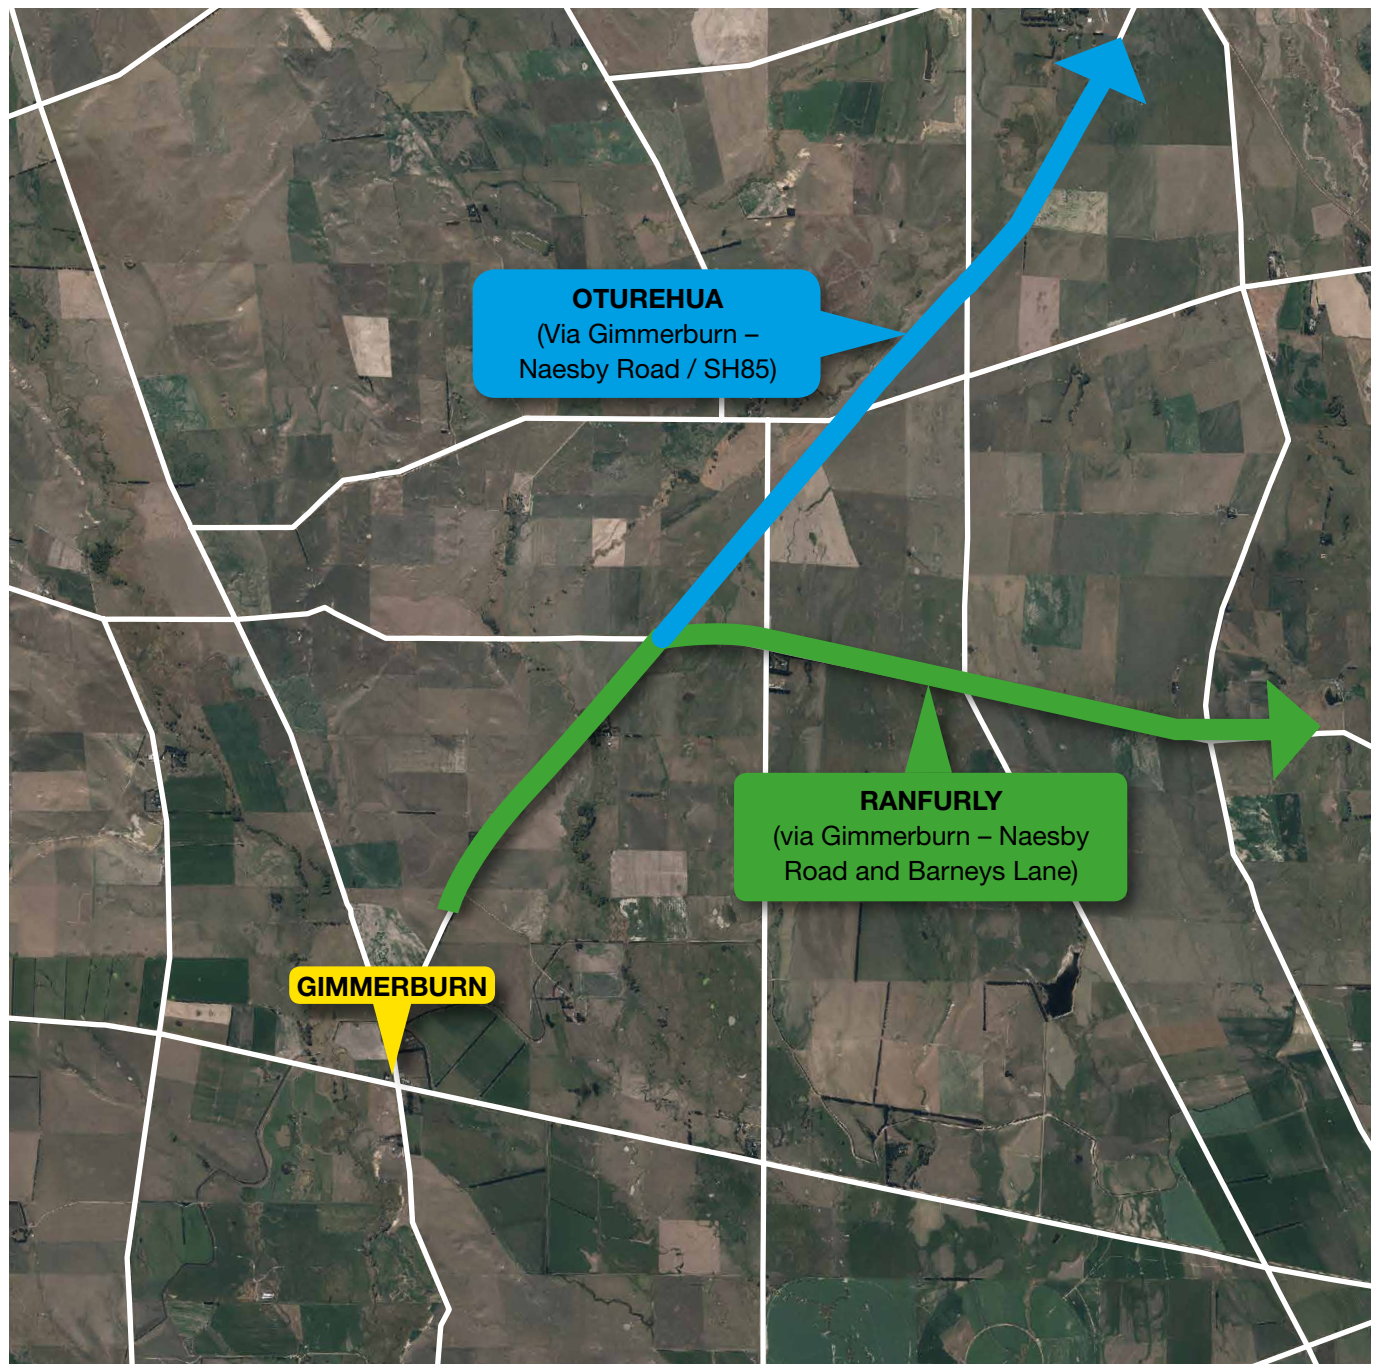 OTUREHUA
(Via Gimmerburn –
Naesby Road / SH85)
RANFURLY
(via Gimmerburn – Naesby
Road and Barneys Lane)
GIMMERBURN